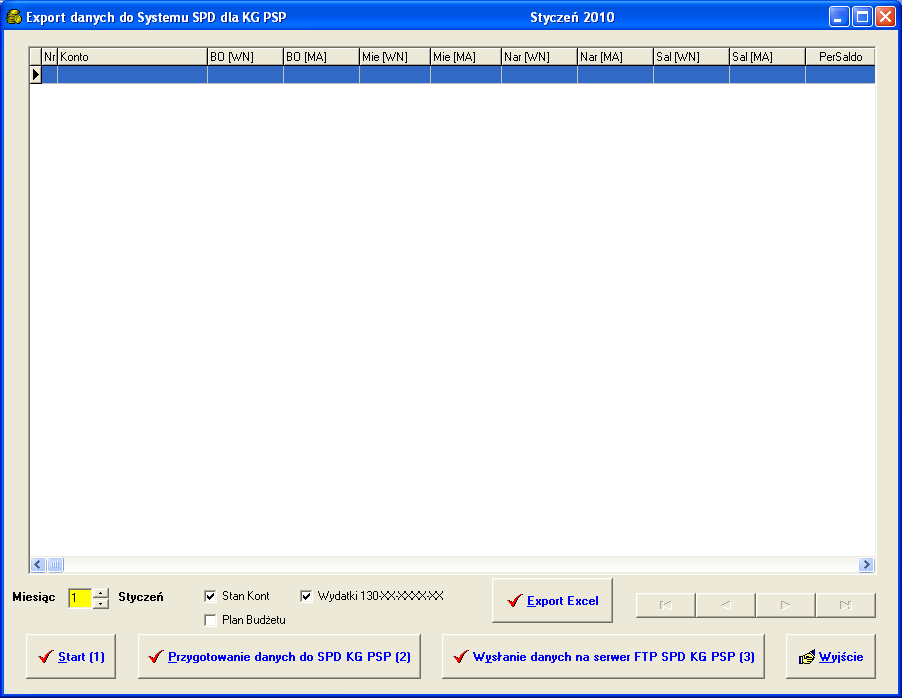 Export danych do Systemu SPD dla KG PSP Styczeń 2010
Nr Konto BO [WN] BO [MA] Mie [WN] Mie [MA] Nar [WN] Nar [MA] Sal [WN] Sal [MA] PerSaldo
Miesiąc 1 Styczeń Stan Kont Wydatki 130-XX-XXXX-XX Export Excel
Plan Budżetu
Start (1) Przygotowanie danych do SPD KG PSP (2) Wysłanie danych na serwer FTP SPD KG PSP (3) Wyjście